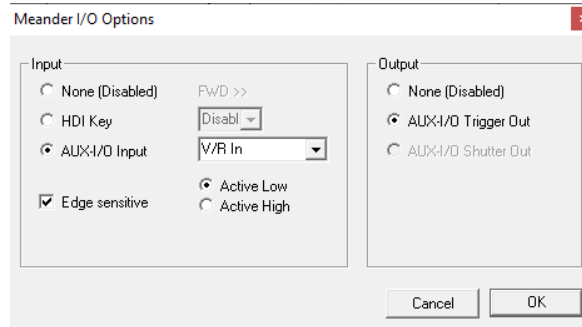 Meander I/O Options
Input
None (Disabled) FWD >>
HDI Key Disabl
AUX-I/O Input V/R In
Edge sensitive Active Low
Active High
Output
None (Disabled)
AUX-I/O Trigger Out
AUX-I/O Shutter Out
Cancel OK